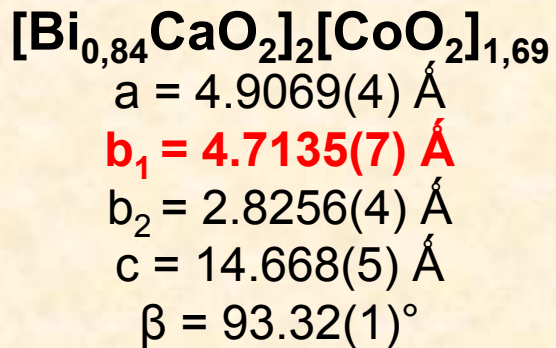 [Bi₀,₈₄CaO₂]₂[CoO₂]₁,₆₉
a = 4.9069(4) Ǻ
b₁ = 4.7135(7) Ǻ
b₂ = 2.8256(4) Ǻ
c = 14.668(5) Ǻ
β = 93.32(1)°